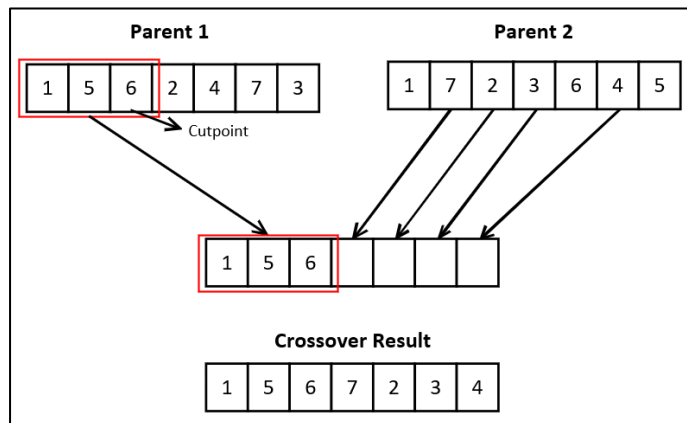 Parent 1 Parent 2
1 5 6 2 4 7 3 1 7 2 3 6 4 5
Cutpoint
1 5 6
Crossover Result
1 5 6 7 2 3 4